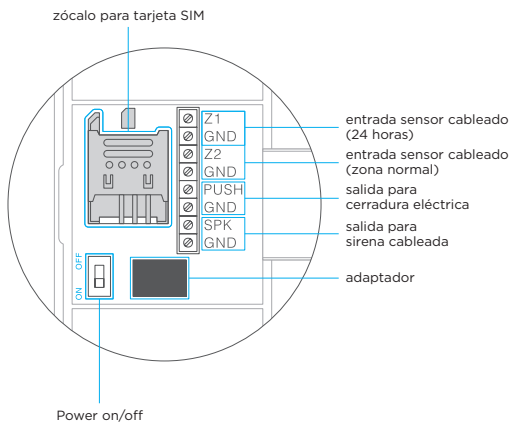 zócalo para tarjeta SIM
Z1
GND
Z2
GND
PUSH
GND
SPK
GND
entrada sensor cableado
(24 horas)
entrada sensor cableado
(zona normal)
salida para
cerradura eléctrica
salida para
sirena cableada
adaptador
OFF
ON
Power on/off